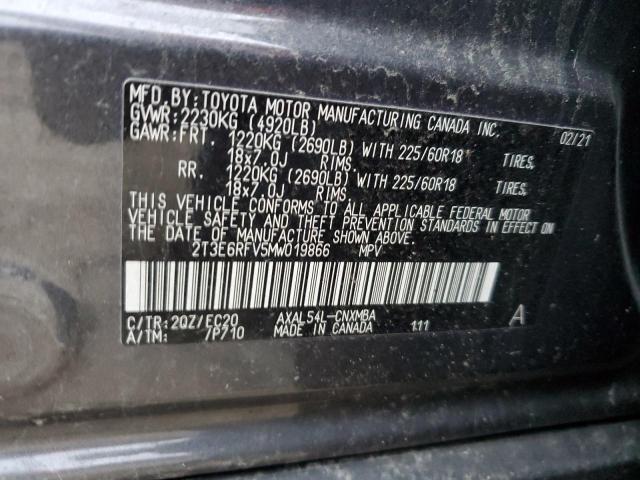 MFD. BY: TOYOTA MOTOR MANUFACTURING CANADA INC. 02/21
GVWR: 2230KG (4920LB)
GAWR: FRT. 1220KG (2690LB) WITH 225/60R18 TIRES,
18x7.0J RIMS,
RR. 1220KG (2690LB) WITH 225/60R18 TIRES,
18x7.0J RIMS.
THIS VEHICLE CONFORMS TO ALL APPLICABLE FEDERAL MOTOR
VEHICLE SAFETY AND THEFT PREVENTION STANDARDS IN EFFECT ON
THE DATE OF MANUFACTURE SHOWN ABOVE.
2T3E6RFV5MW019866 MPV
C/TR: 2QZ/EC20 AXAL54L-CNXMBA 111 A
A/TM: /P710 MADE IN CANADA